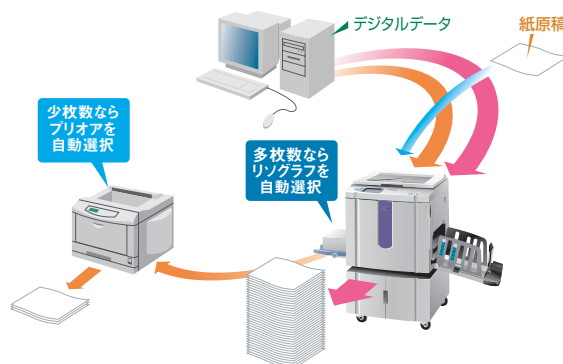 デジタルデータ
紙原稿
少枚数なら
プリオアを
自動選択
多枚数なら
リソグラフを
自動選択